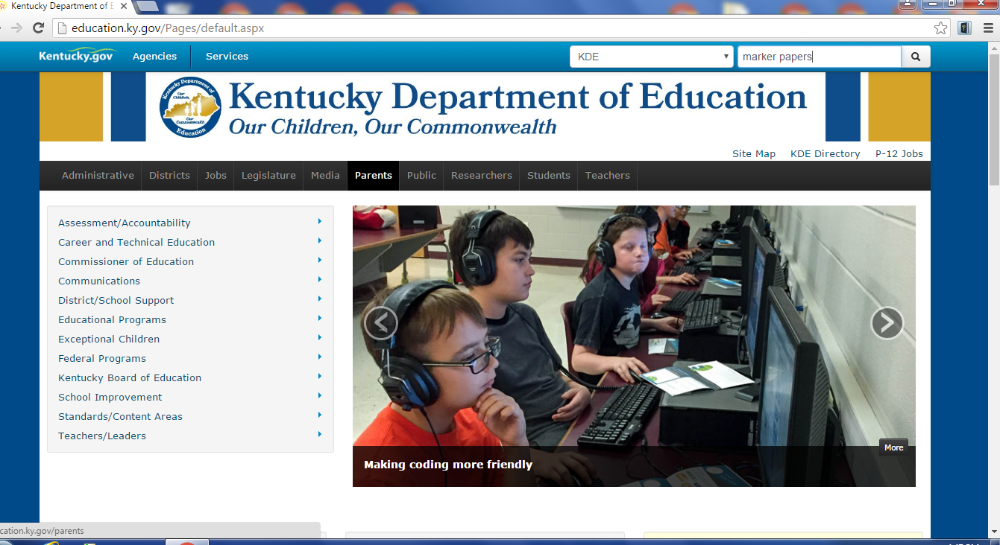 Kentucky Department of E
education.ky.gov/Pages/default.aspx
Kentucky.gov Agencies Services KDE marker papers
Kentucky Department of Education
Our Children, Our Commonwealth
Kentucky Department of
Our Children,
Our Commonwealth
Education
Site Map KDE Directory P-12 Jobs
Administrative Districts Jobs Legislature Media Parents Public Researchers Students Teachers
Assessment/Accountability
Career and Technical Education
Commissioner of Education
Communications
District/School Support
Educational Programs
Exceptional Children
Federal Programs
Kentucky Board of Education
School Improvement
Standards/Content Areas
Teachers/Leaders
More
Making coding more friendly
cation.ky.gov/parents